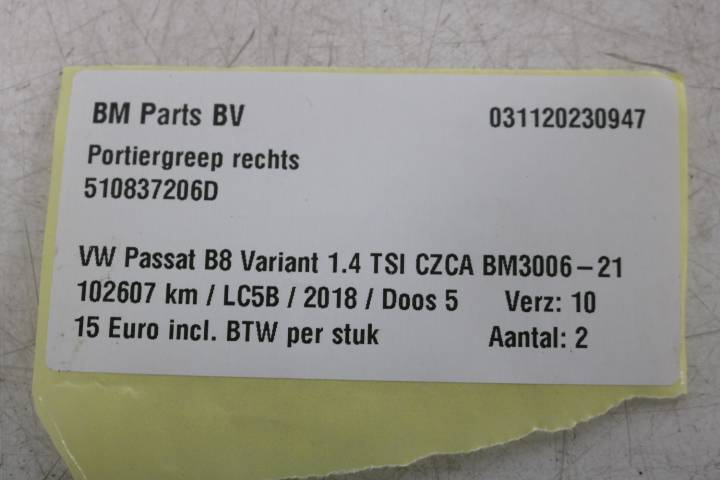 BM Parts BV 031120230947
Portiergreep rechts
510837206D
VW Passat B8 Variant 1.4 TSI CZCA BM3006-21
102607 km / LC5B / 2018 / Doos 5 Verz: 10
15 Euro incl. BTW per stuk Aantal: 2